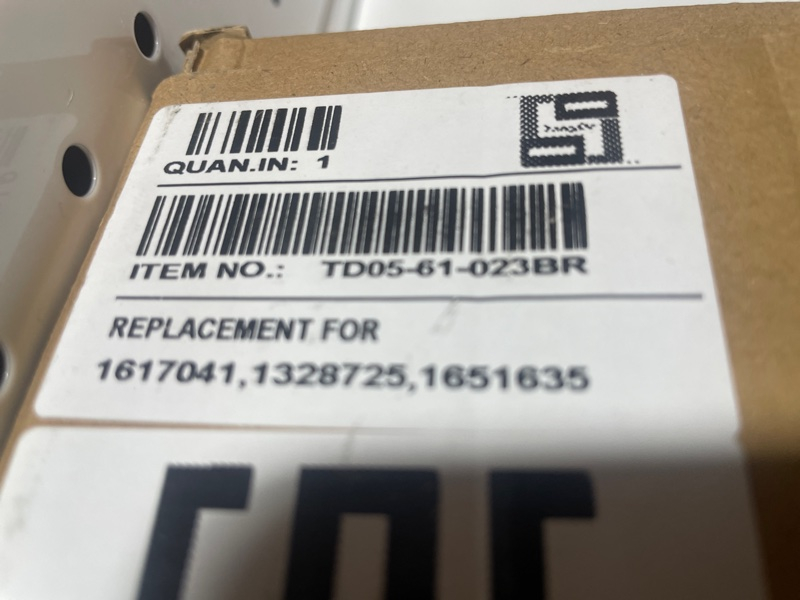 QUAN.IN: 1
ITEM NO.: TD05-61-023BR
REPLACEMENT FOR
1617041,1328725,1651635